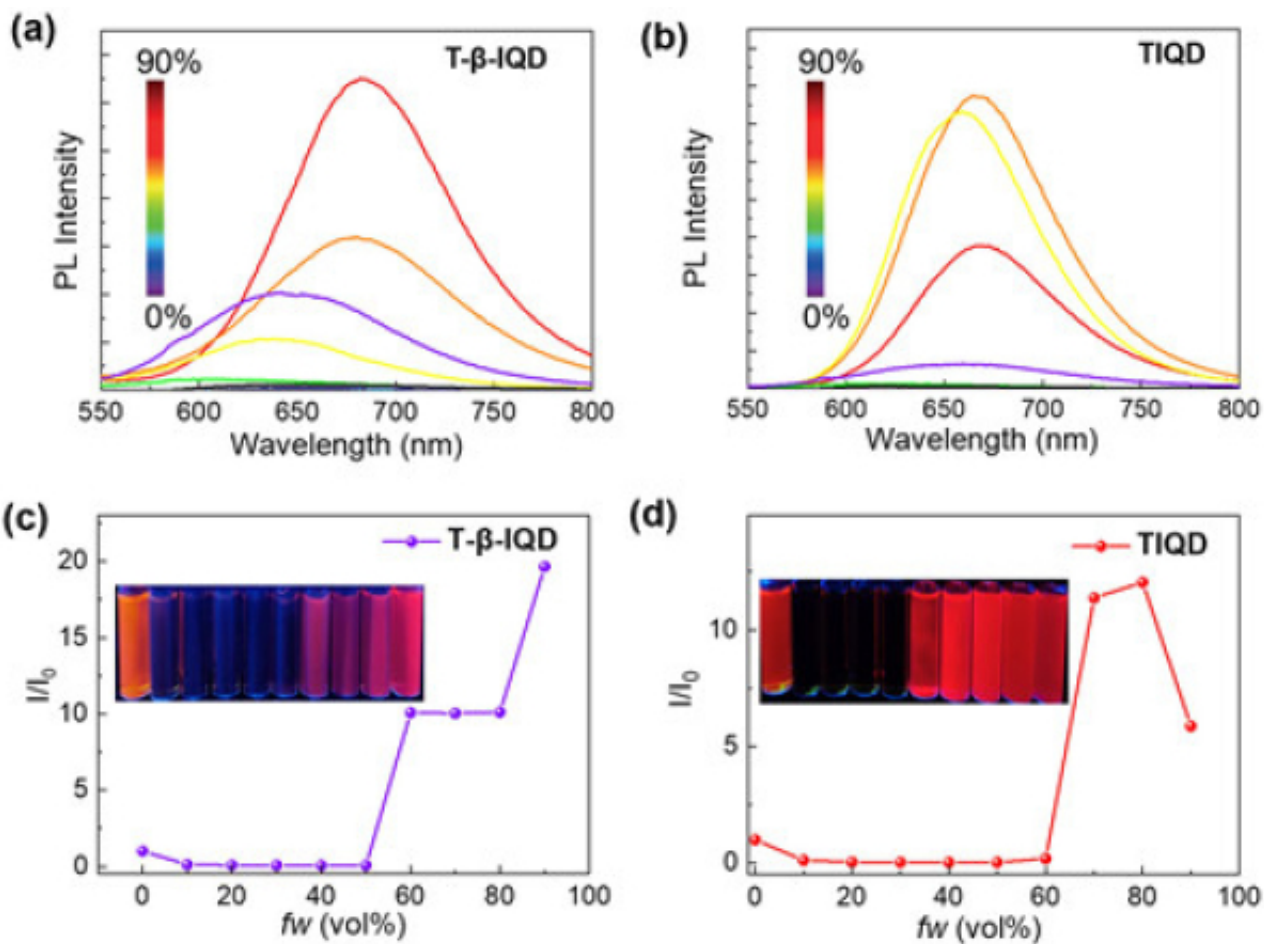 (a)
T-β-IQD
90%
0%
PL Intensity
550 600 650 700 750 800
Wavelength (nm)
(b)
TIQD
90%
0%
PL Intensity
550 600 650 700 750 800
Wavelength (nm)
(c)
T-β-IQD
20
15
10
5
0
I/I₀
0 20 40 60 80 100
fw (vol%)
(d)
TIQD
10
5
0
I/I₀
0 20 40 60 80 100
fw (vol%)